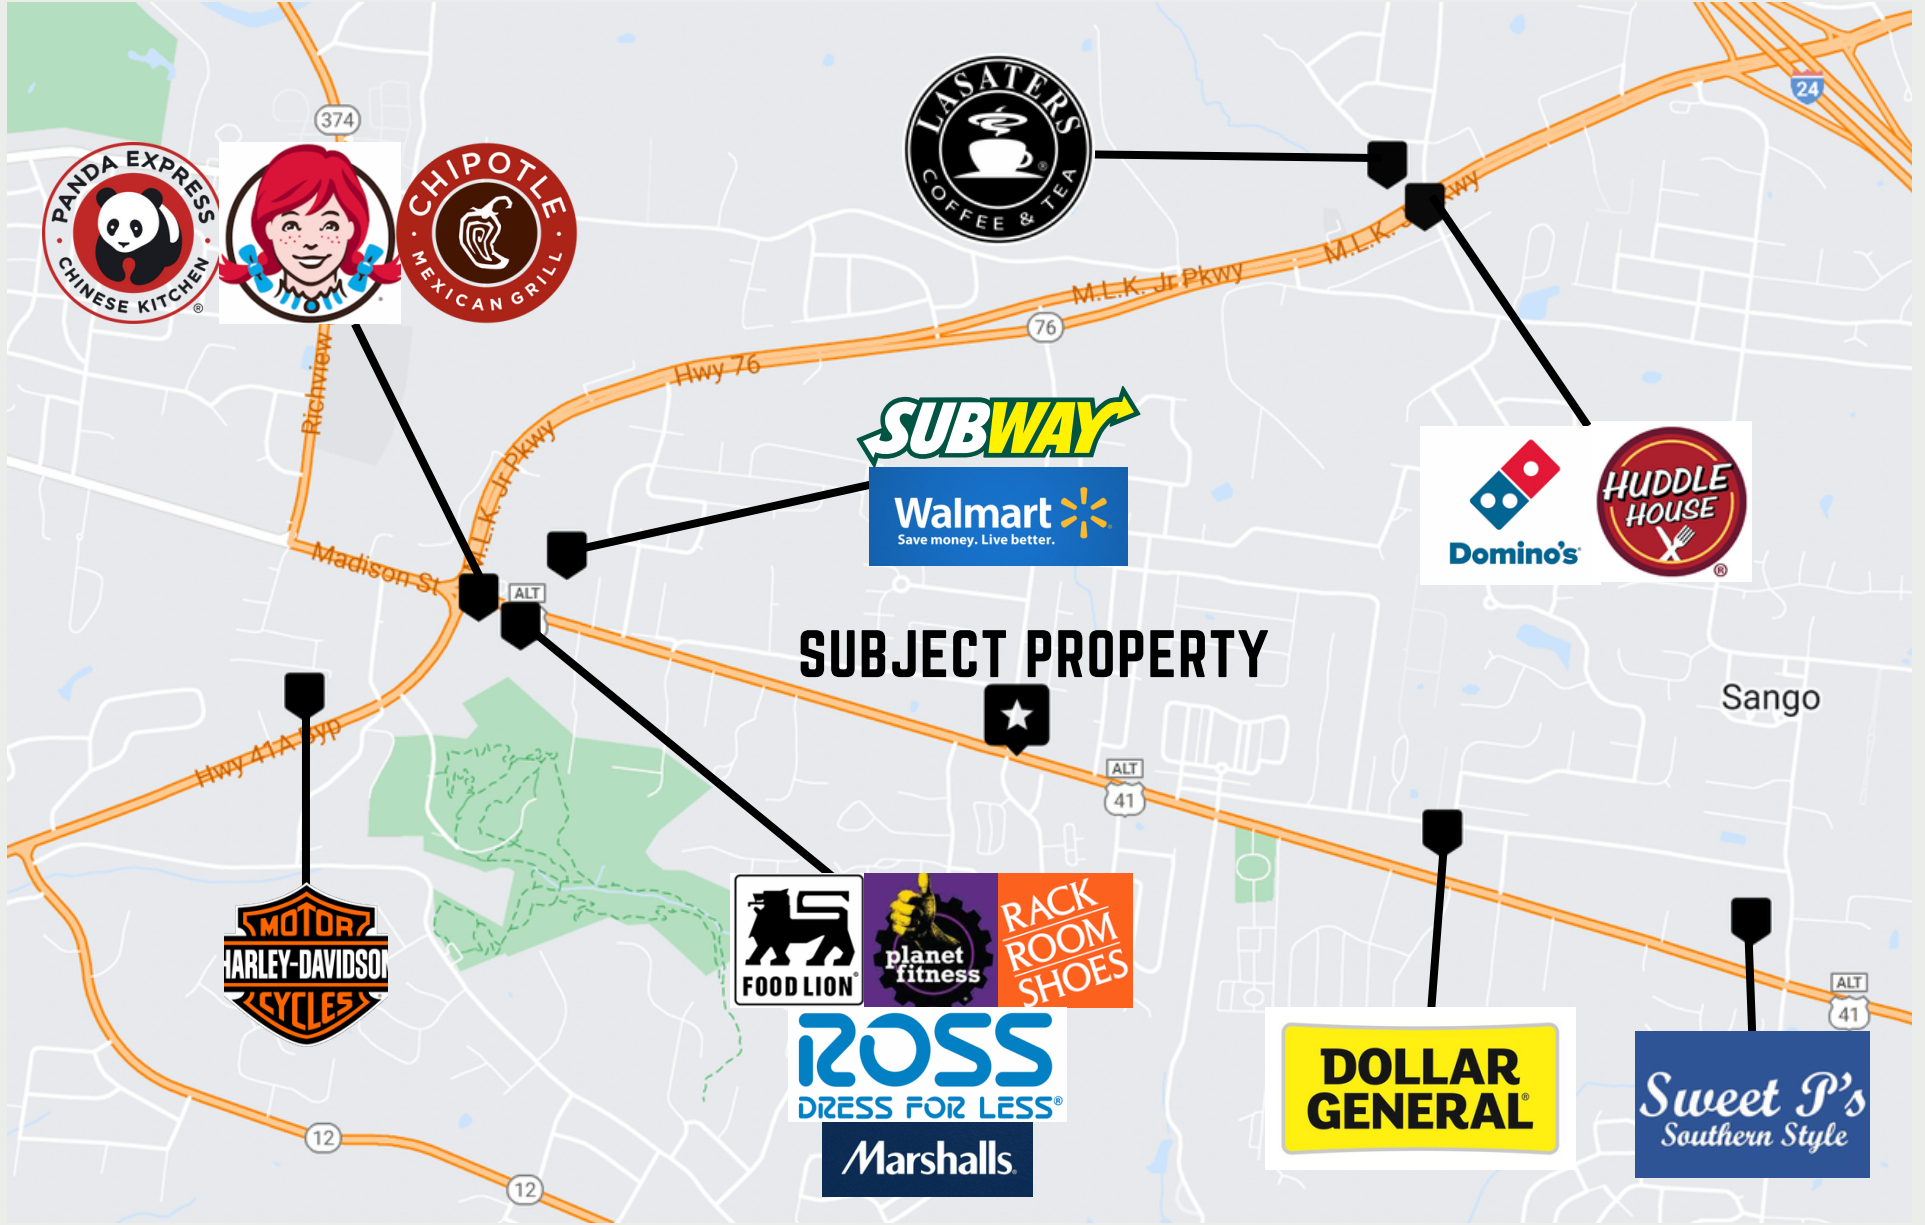 374
24
PANDA EXPRESS
CHINESE KITCHEN
®
CHIPOTLE
MEXICAN GRILL
LASATERS
COFFEE & TEA
®
M.L.K. Jr Pkwy
M.L.K. Jr Pkwy
76
Hwy 76
Richview
M.L.K. Jr Pkwy
SUBWAY
Walmart
Save money. Live better.
Domino's
HUDDLE
HOUSE
®
Madison St
ALT
SUBJECT PROPERTY
Sango
Hwy 41A Byp
ALT
41
MOTOR
HARLEY-DAVIDSON
CYCLES
FOOD LION
planet
fitness
RACK
ROOM
SHOES
ROSS
DRESS FOR LESS®
Marshalls.
DOLLAR
GENERAL®
ALT
41
Sweet P's
Southern Style
12
12